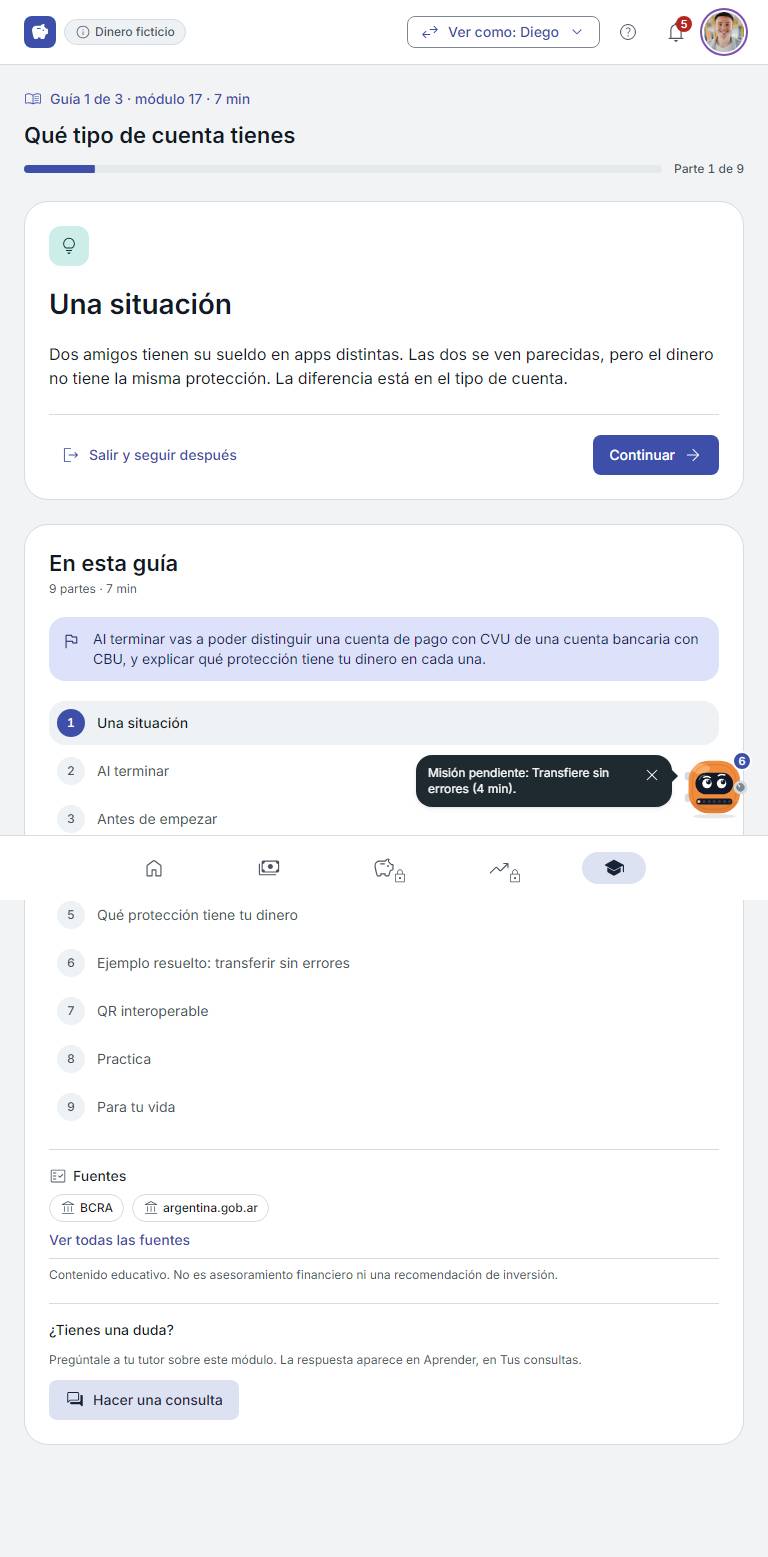 Dinero ficticio
Ver como: Diego
5
Guía 1 de 3 · módulo 17 · 7 min
Qué tipo de cuenta tienes
Parte 1 de 9
Una situación
Dos amigos tienen su sueldo en apps distintas. Las dos se ven parecidas, pero el dinero
no tiene la misma protección. La diferencia está en el tipo de cuenta.
Salir y seguir después
Continuar
En esta guía
9 partes · 7 min
Al terminar vas a poder distinguir una cuenta de pago con CVU de una cuenta bancaria con
CBU, y explicar qué protección tiene tu dinero en cada una.
1 Una situación
2 Al terminar
Misión pendiente: Transfiere sin
errores (4 min).
6
3 Antes de empezar
5 Qué protección tiene tu dinero
6 Ejemplo resuelto: transferir sin errores
7 QR interoperable
8 Practica
9 Para tu vida
Fuentes
BCRA
argentina.gob.ar
Ver todas las fuentes
Contenido educativo. No es asesoramiento financiero ni una recomendación de inversión.
¿Tienes una duda?
Pregúntale a tu tutor sobre este módulo. La respuesta aparece en Aprender, en Tus consultas.
Hacer una consulta